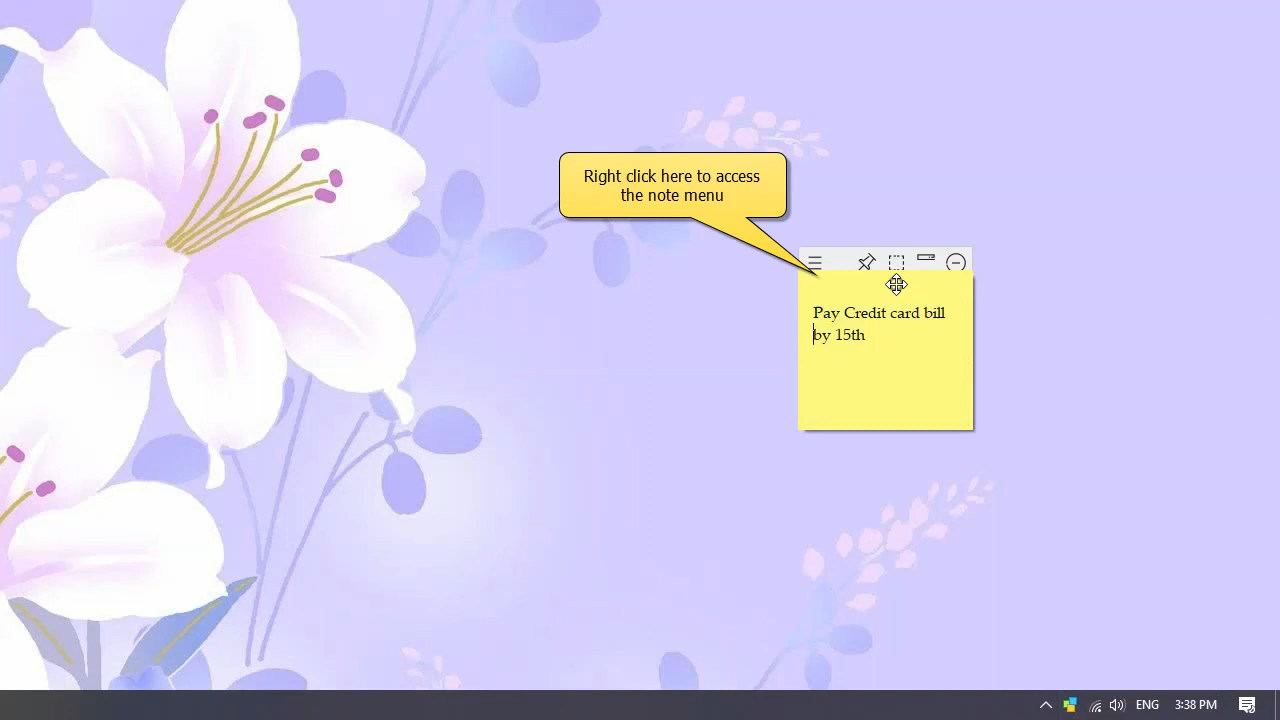 Right click here to access
the note menu
Pay Credit card bill
by 15th
ENG
3:38 PM